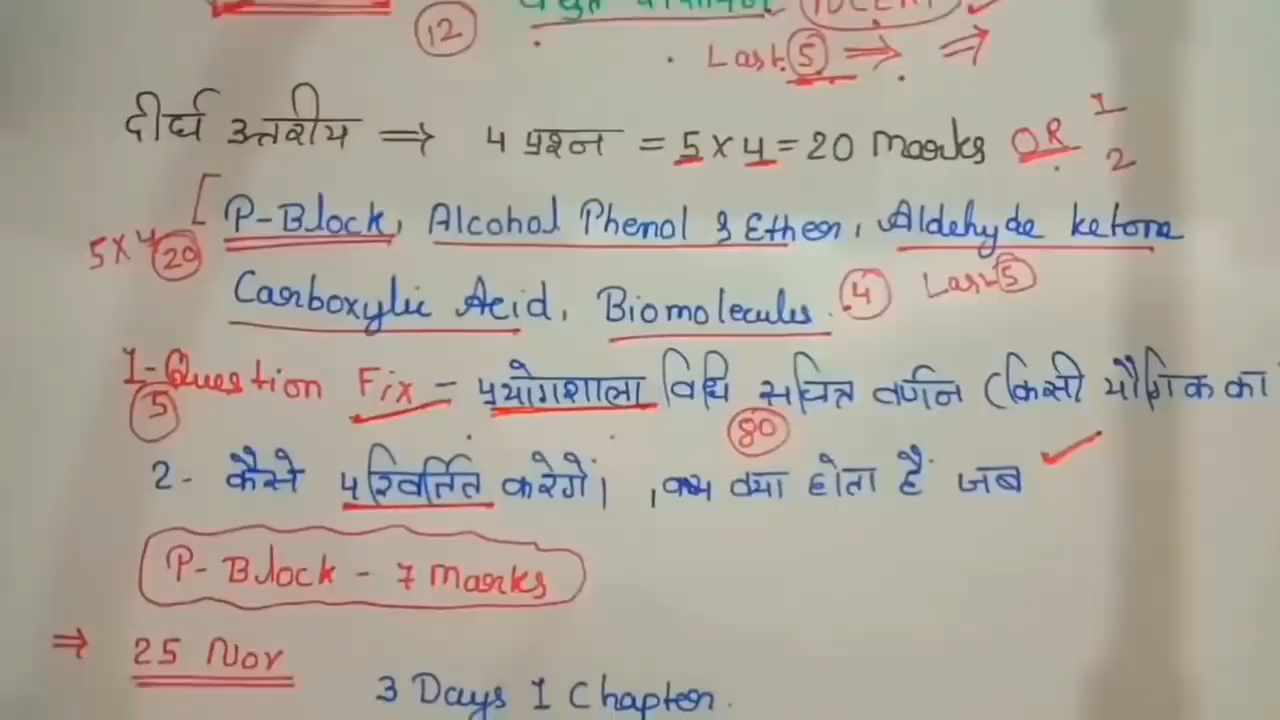 12
Last 5 ⇒ ⇒
दीर्घ उत्तरीय ⇒ 4 प्रश्न = 5 x 4 = 20 Marks OR 1
2
[ P-Block, Alcohol Phenol & Ether, Aldehyde ketone
5 x 4 20
Carboxylic Acid, Biomolecules. 4 Last 5
1-Question Fix = प्रयोगशाला विधि सचित्र वर्णन (किसी यौगिक का
5
80
2- कैसे परिवर्तित करेगें। , क्या होता है जब
P-Block - 7 Marks
⇒ 25 Nov
3 Days 1 Chapter.